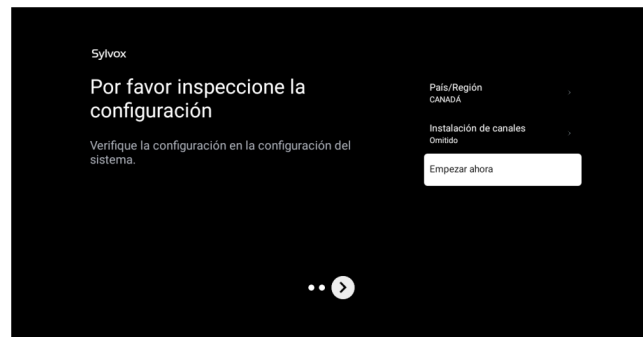 Sylvox
Por favor inspeccione la
configuración
Verifique la configuración en la configuración del
sistema.
País/Región
CANADÁ
Instalación de canales
Omitido
Empezar ahora